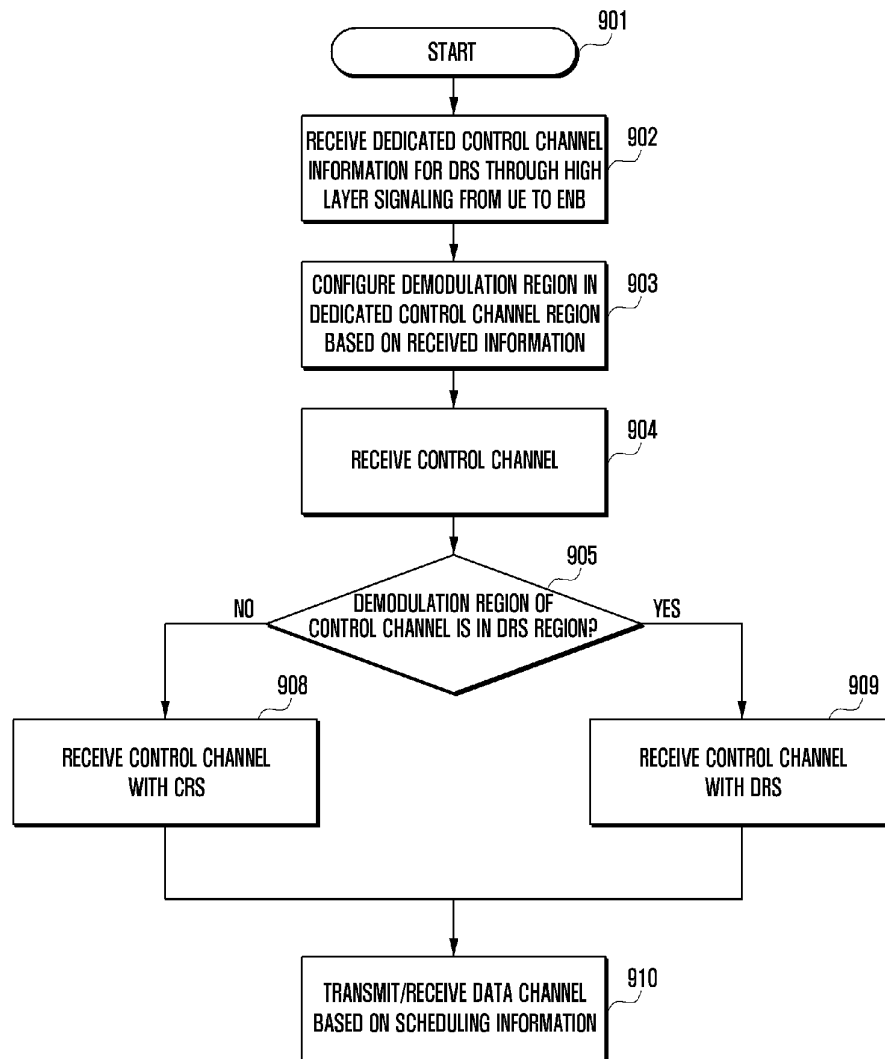 START
901
RECEIVE DEDICATED CONTROL CHANNEL
INFORMATION FOR DRS THROUGH HIGH
LAYER SIGNALING FROM UE TO ENB
902
CONFIGURE DEMODULATION REGION IN
DEDICATED CONTROL CHANNEL REGION
BASED ON RECEIVED INFORMATION
903
RECEIVE CONTROL CHANNEL
904
905
DEMODULATION REGION OF
CONTROL CHANNEL IS IN DRS REGION?
NO
YES
908
RECEIVE CONTROL CHANNEL
WITH CRS
909
RECEIVE CONTROL CHANNEL
WITH DRS
TRANSMIT/RECEIVE DATA CHANNEL
BASED ON SCHEDULING INFORMATION
910